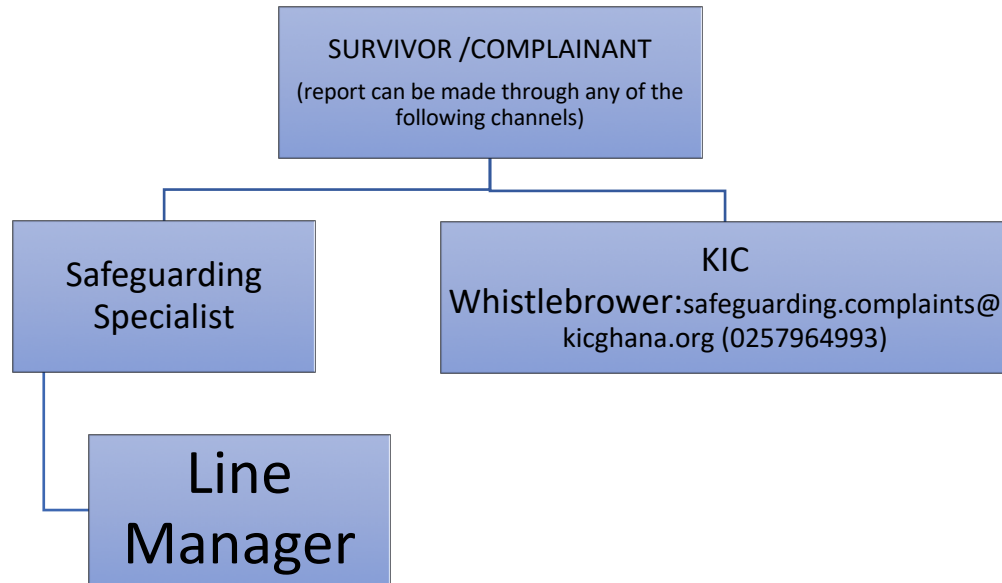 SURVIVOR /COMPLAINANT
(report can be made through any of the
following channels)
Safeguarding
Specialist
KIC
Whistlebrower:safeguarding.complaints@
kicghana.org (0257964993)
Line
Manager